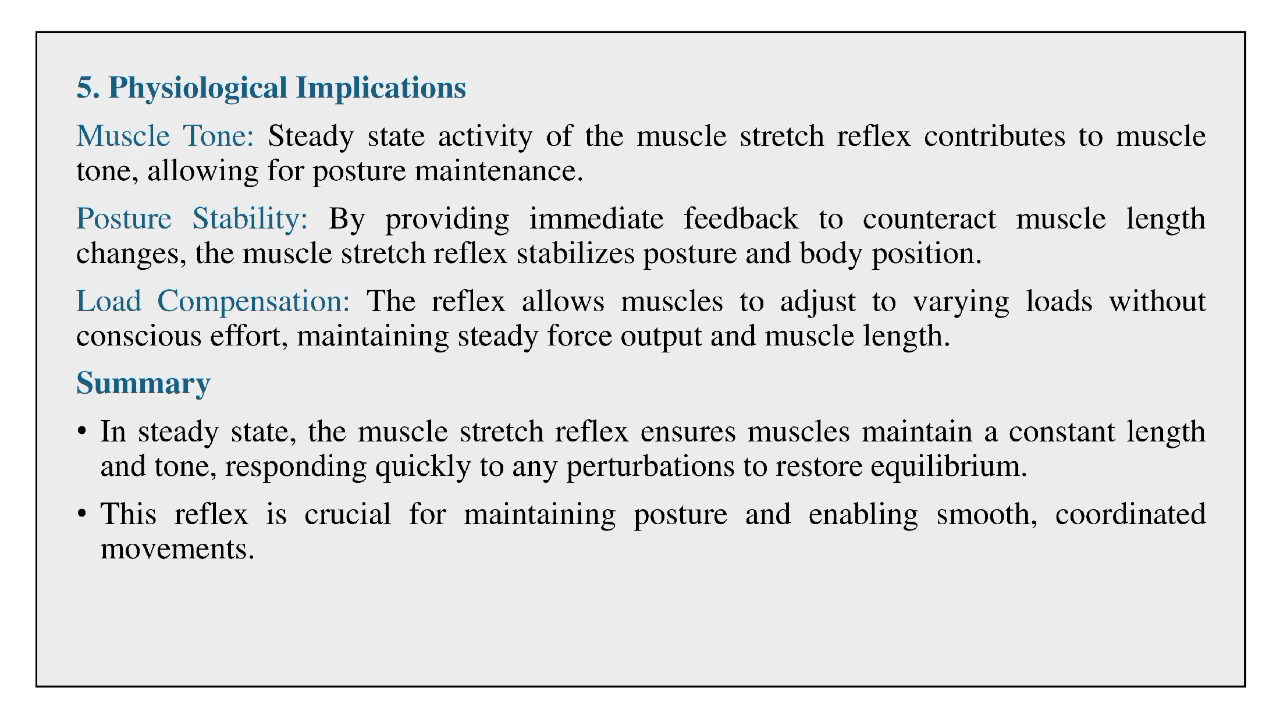 5. Physiological Implications
Muscle Tone: Steady state activity of the muscle stretch reflex contributes to muscle
tone, allowing for posture maintenance.
Posture Stability: By providing immediate feedback to counteract muscle length
changes, the muscle stretch reflex stabilizes posture and body position.
Load Compensation: The reflex allows muscles to adjust to varying loads without
conscious effort, maintaining steady force output and muscle length.
Summary
• In steady state, the muscle stretch reflex ensures muscles maintain a constant length
and tone, responding quickly to any perturbations to restore equilibrium.
• This reflex is crucial for maintaining posture and enabling smooth, coordinated
movements.